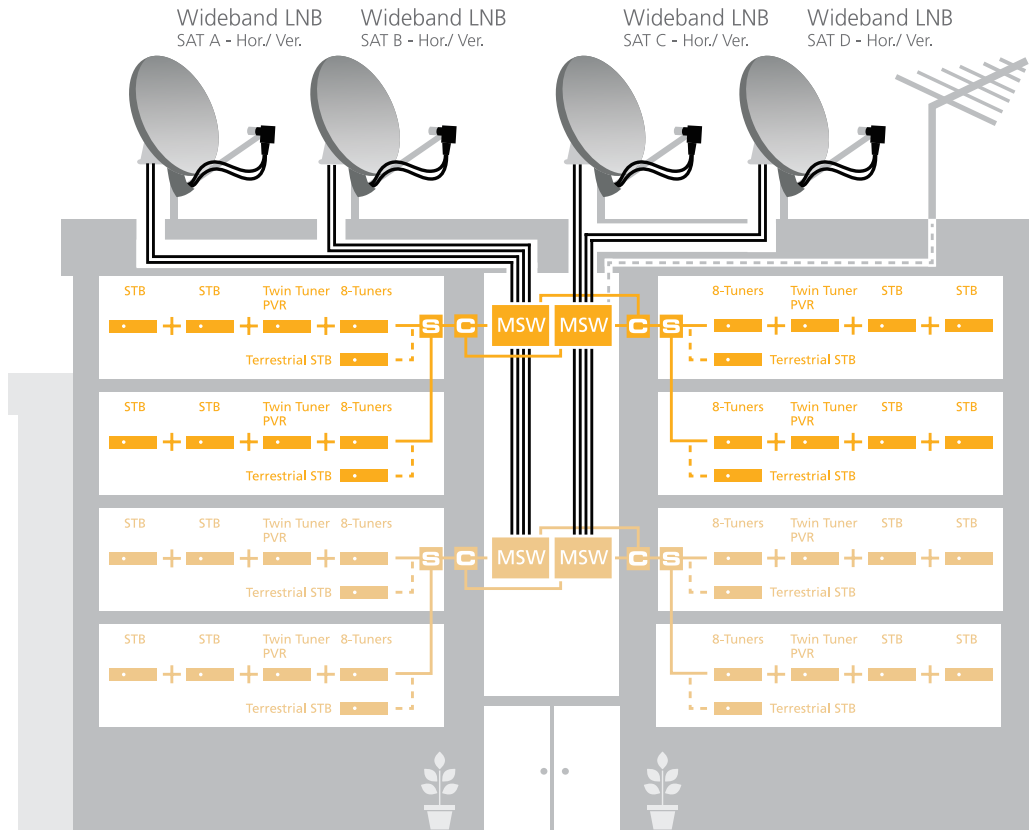 Wideband LNB
SAT A - Hor./ Ver.
Wideband LNB
SAT B - Hor./ Ver.
Wideband LNB
SAT C - Hor./ Ver.
Wideband LNB
SAT D - Hor./ Ver.
STB
STB
Twin Tuner
PVR
8-Tuners
Terrestrial STB
S
C
MSW
MSW
C
S
8-Tuners
Twin Tuner
PVR
STB
STB
Terrestrial STB
STB
STB
Twin Tuner
PVR
8-Tuners
Terrestrial STB
8-Tuners
Twin Tuner
PVR
STB
STB
Terrestrial STB
STB
STB
Twin Tuner
PVR
8-Tuners
Terrestrial STB
S
C
MSW
MSW
C
S
8-Tuners
Twin Tuner
PVR
STB
STB
Terrestrial STB
STB
STB
Twin Tuner
PVR
8-Tuners
Terrestrial STB
8-Tuners
Twin Tuner
PVR
STB
STB
Terrestrial STB